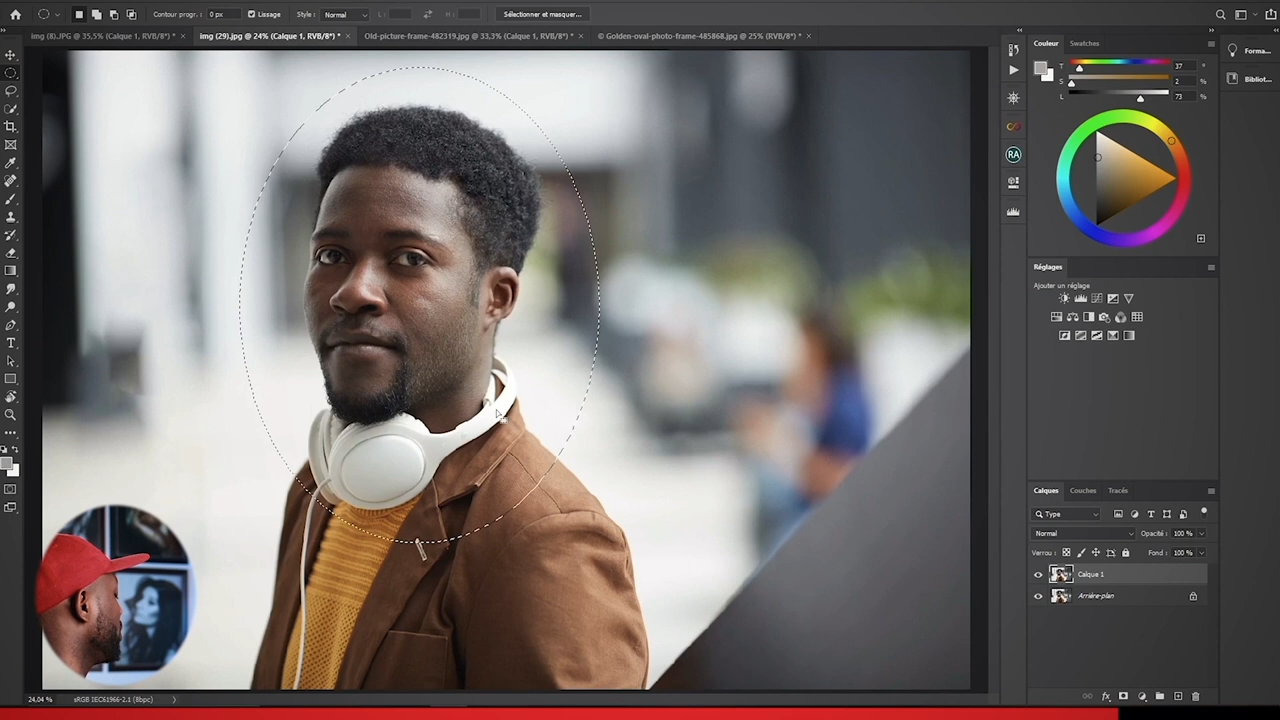 Contour progr. : 0 px Lissage Style : Normal L : H : Sélectionner et masquer...
img (8).JPG @ 35,5% (Calque 1, RVB/8*) * × img (29).jpg @ 24% (Calque 1, RVB/8*) * × Old-picture-frame-482319.jpg @ 33,3% (Calque 1, RVB/8*) * × © Golden-oval-photo-frame-485868.jpg @ 25% (RVB/8*) * ×
Couleur Swatches
Forma...
T 37 °
Bibliot...
S 2 %
L 73 %
RA
Réglages
Ajouter un réglage
Calques Couches Tracés
Type
Normal Opacité : 100 %
Verrou : Fond : 100 %
Calque 1
Arrière-plan
24,04 % sRGB IEC61966-2.1 (8bpc)